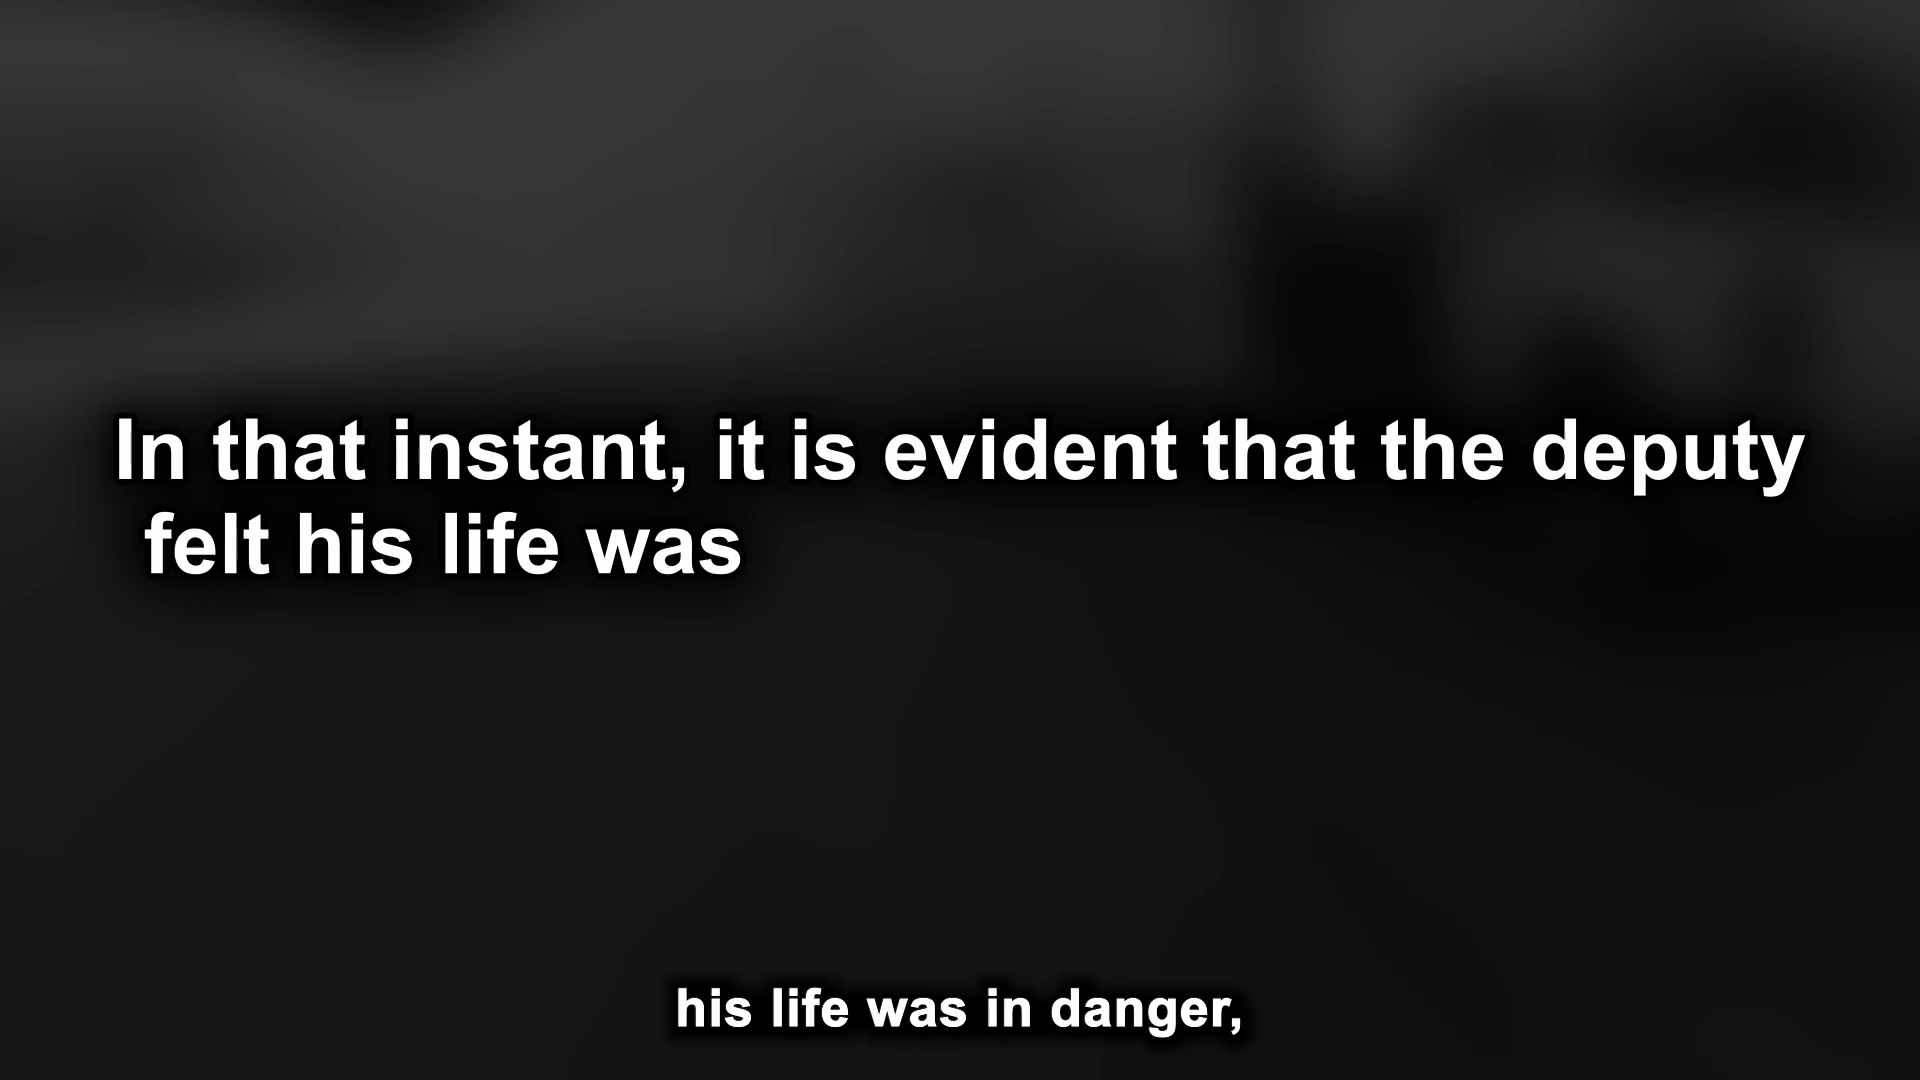 In that instant, it is evident that the deputy
felt his life was
his life was in danger,